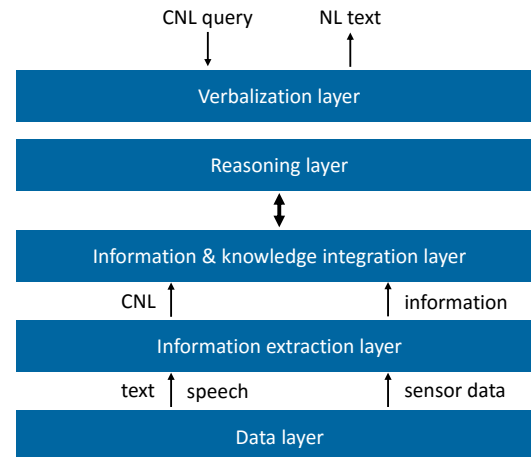 CNL query NL text
Verbalization layer
Reasoning layer
Information & knowledge integration layer
CNL information
Information extraction layer
text speech sensor data
Data layer